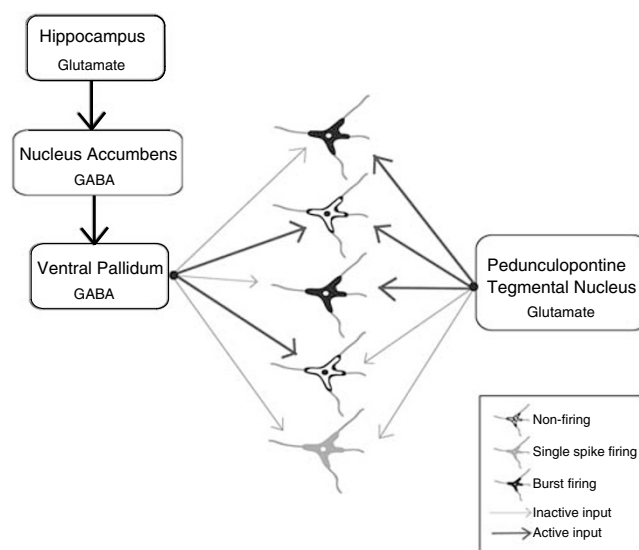 Hippocampus
Glutamate
Nucleus Accumbens
GABA
Ventral Pallidum
GABA
Pedunculopontine
Tegmental Nucleus
Glutamate
Non-firing
Single spike firing
Burst firing
Inactive input
Active input